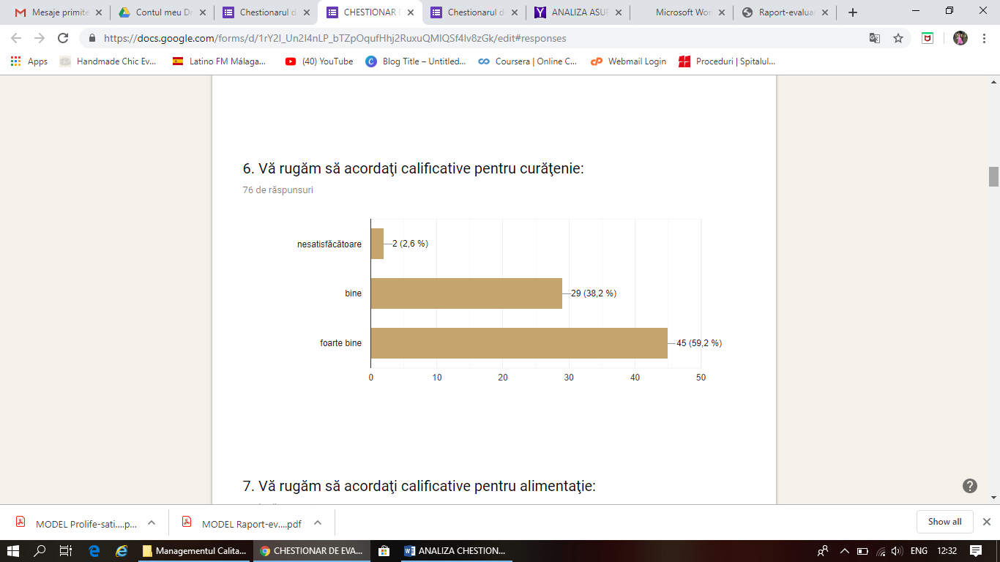 Mesaje primite
Contul meu Dr
Chestionarul d
CHESTIONAR D
Chestionarul d
ANALIZA ASUP
Microsoft Wor
Raport-evaluar
https://docs.google.com/forms/d/1rY2I_Un2I4nLP_bTZpOqufHhj2RuxuQMlQSf4Iv8zGk/edit#responses
Apps
Handmade Chic Ev...
Latino FM Málaga...
(40) YouTube
Blog Title – Untitled...
Coursera | Online C...
Webmail Login
Proceduri | Spitalul...
6. Vă rugăm să acordaţi calificative pentru curăţenie:
76 de răspunsuri
nesatisfăcătoare
2 (2,6 %)
bine
29 (38,2 %)
foarte bine
45 (59,2 %)
0 10 20 30 40 50
7. Vă rugăm să acordaţi calificative pentru alimentaţie:
MODEL Prolife-sati....p...
MODEL Raport-ev....pdf
Show all
Managementul Calita...
CHESTIONAR DE EVA...
ANALIZA CHESTION...
ENG
12:32